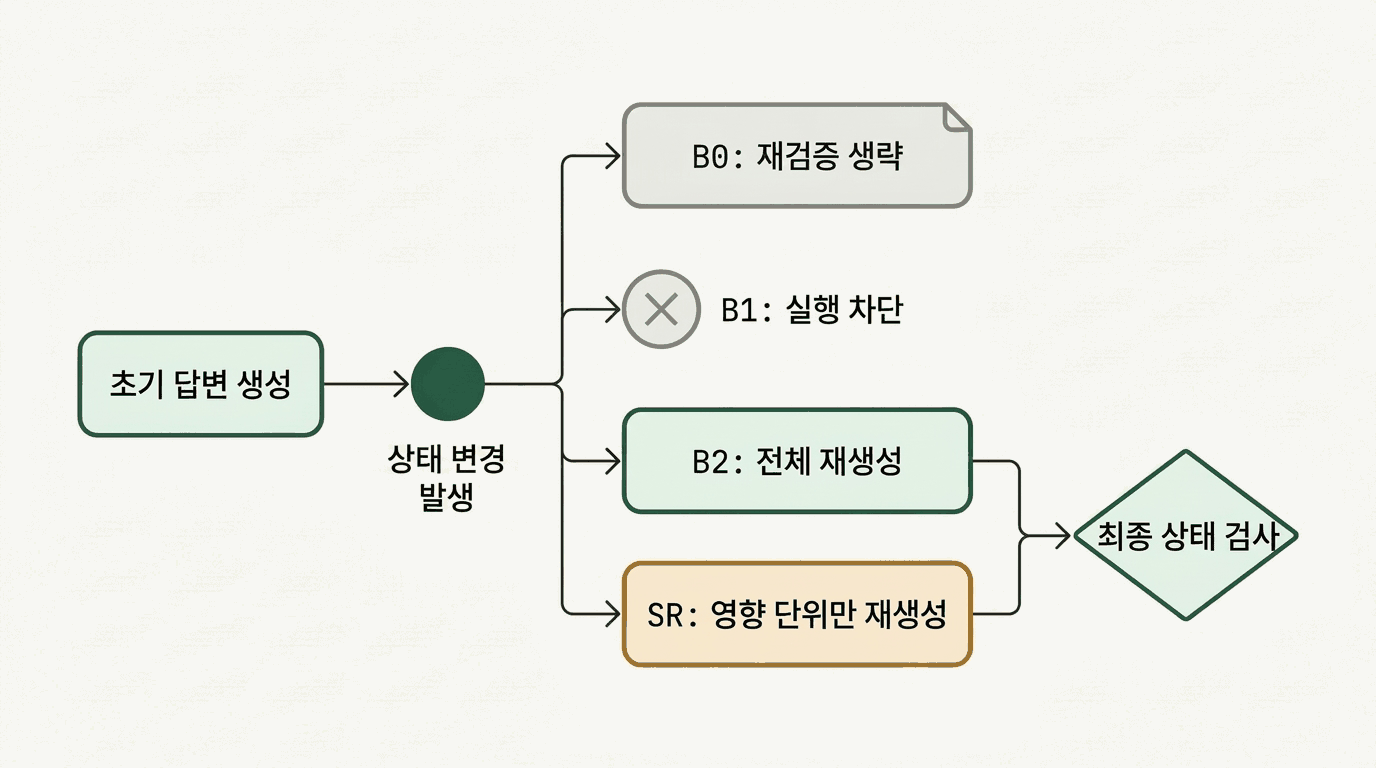 B0: 재검증 생략
B1: 실행 차단
초기 답변 생성
상태 변경
발생
B2: 전체 재생성
최종 상태 검사
SR: 영향 단위만 재생성